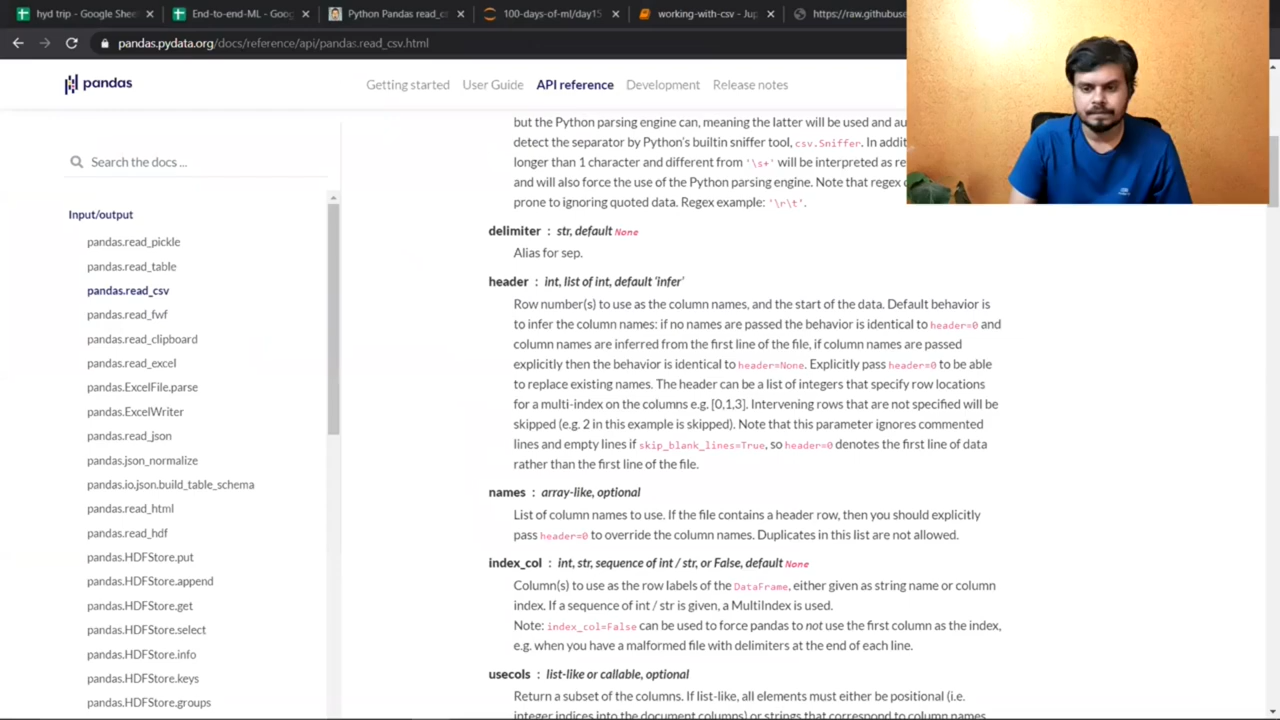 hyd trip - Google Shee
End-to-end-ML - Goog
Python Pandas read_c
100-days-of-ml/day15
working-with-csv - Jup
https://raw.githubuse
pandas.pydata.org/docs/reference/api/pandas.read_csv.html
pandas
Getting started
User Guide
API reference
Development
Release notes
Search the docs ...
Input/output
pandas.read_pickle
pandas.read_table
pandas.read_csv
pandas.read_fwf
pandas.read_clipboard
pandas.read_excel
pandas.ExcelFile.parse
pandas.ExcelWriter
pandas.read_json
pandas.json_normalize
pandas.io.json.build_table_schema
pandas.read_html
pandas.read_hdf
pandas.HDFStore.put
pandas.HDFStore.append
pandas.HDFStore.get
pandas.HDFStore.select
pandas.HDFStore.info
pandas.HDFStore.keys
pandas.HDFStore.groups
but the Python parsing engine can, meaning the latter will be used and au
detect the separator by Python's builtin sniffer tool, csv.Sniffer. In additi
longer than 1 character and different from '\s+' will be interpreted as re
and will also force the use of the Python parsing engine. Note that regex
prone to ignoring quoted data. Regex example: '\r\t'.
delimiter : str, default None
Alias for sep.
header : int, list of int, default 'infer'
Row number(s) to use as the column names, and the start of the data. Default behavior is
to infer the column names: if no names are passed the behavior is identical to header=0 and
column names are inferred from the first line of the file, if column names are passed
explicitly then the behavior is identical to header=None. Explicitly pass header=0 to be able
to replace existing names. The header can be a list of integers that specify row locations
for a multi-index on the columns e.g. [0,1,3]. Intervening rows that are not specified will be
skipped (e.g. 2 in this example is skipped). Note that this parameter ignores commented
lines and empty lines if skip_blank_lines=True, so header=0 denotes the first line of data
rather than the first line of the file.
names : array-like, optional
List of column names to use. If the file contains a header row, then you should explicitly
pass header=0 to override the column names. Duplicates in this list are not allowed.
index_col : int, str, sequence of int / str, or False, default None
Column(s) to use as the row labels of the DataFrame, either given as string name or column
index. If a sequence of int / str is given, a MultiIndex is used.
Note: index_col=False can be used to force pandas to not use the first column as the index,
e.g. when you have a malformed file with delimiters at the end of each line.
usecols : list-like or callable, optional
Return a subset of the columns. If list-like, all elements must either be positional (i.e.
integer indices into the document columns) or strings that correspond to column names